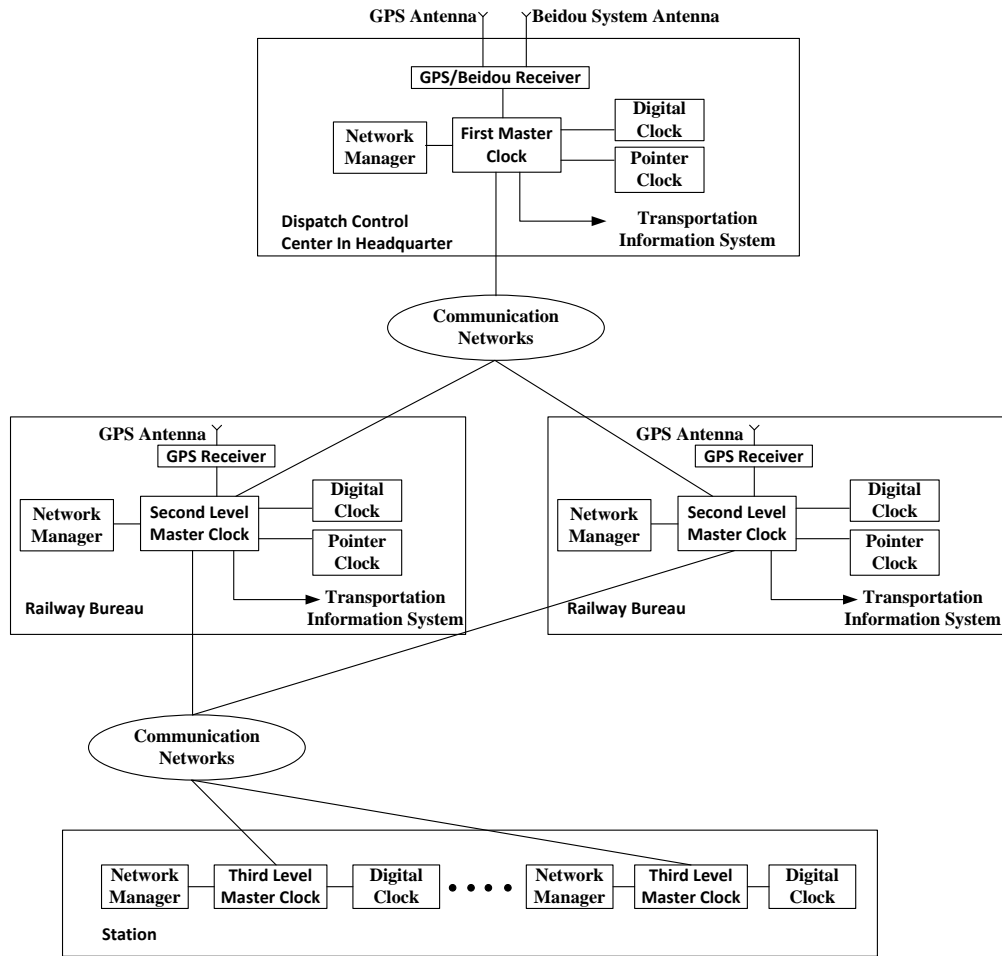 GPS Antenna
Beidou System Antenna
GPS/Beidou Receiver
Network
Manager
First Master
Clock
Digital
Clock
Pointer
Clock
Dispatch Control
Center In Headquarter
Transportation
Information System
Communication
Networks
GPS Antenna
GPS Receiver
Network
Manager
Second Level
Master Clock
Digital
Clock
Pointer
Clock
Railway Bureau
Transportation
Information System
GPS Antenna
GPS Receiver
Network
Manager
Second Level
Master Clock
Digital
Clock
Pointer
Clock
Railway Bureau
Transportation
Information System
Communication
Networks
Network
Manager
Third Level
Master Clock
Digital
Clock
Network
Manager
Third Level
Master Clock
Digital
Clock
Station